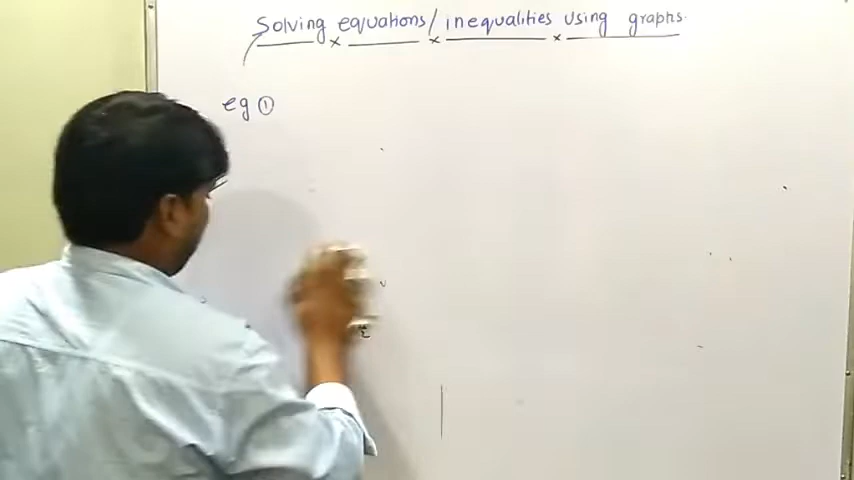 Solving equations/inequalities using graphs.
eg ①